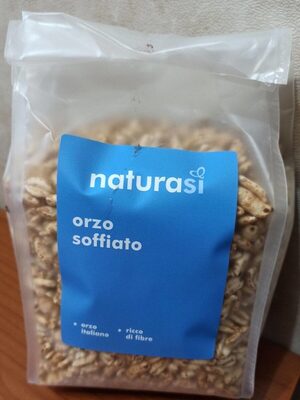 naturasì
orzo
soffiato
• orzo
italiano
• ricco
di fibre